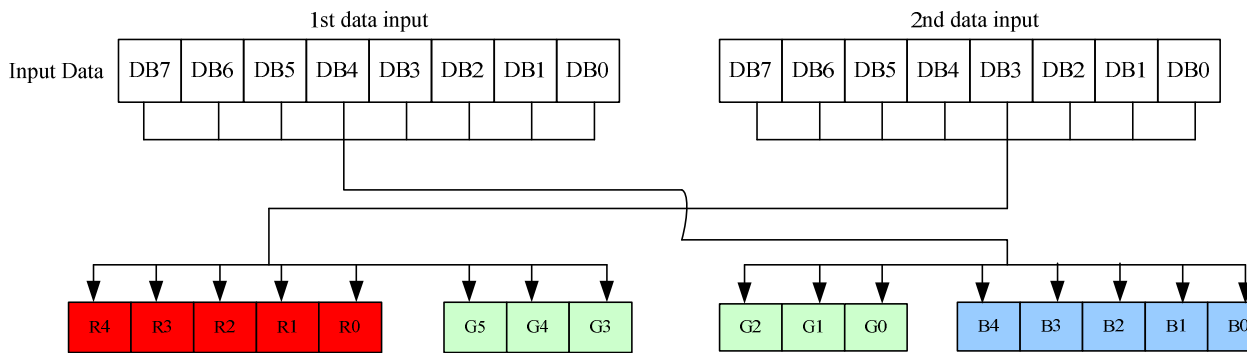 1st data input 2nd data input
Input Data DB7 DB6 DB5 DB4 DB3 DB2 DB1 DB0 DB7 DB6 DB5 DB4 DB3 DB2 DB1 DB0
R4 R3 R2 R1 R0 G5 G4 G3 G2 G1 G0 B4 B3 B2 B1 B0